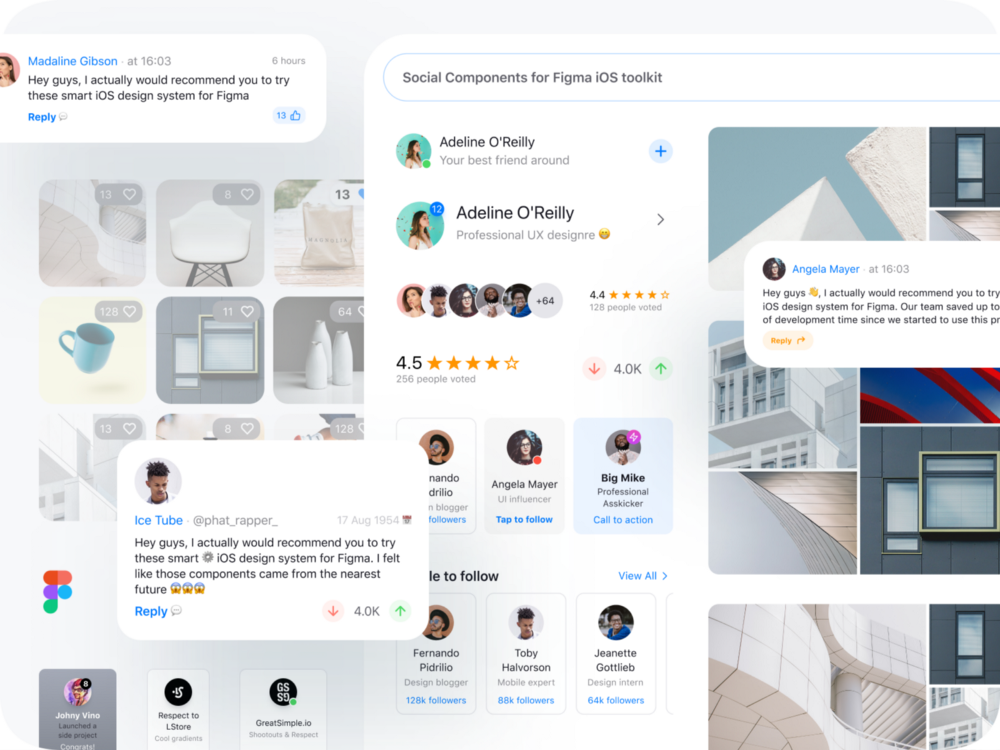 Madaline Gibson · at 16:03
6 hours
Hey guys, I actually would recommend you to try
these smart iOS design system for Figma
Reply
13
Social Components for Figma iOS toolkit
Adeline O'Reilly
Your best friend around
12
Adeline O'Reilly
Professional UX designre 😄
+64
4.4
128 people voted
4.5
256 people voted
4.0K
13
8
13
128
11
64
13
8
128
Angela Mayer · at 16:03
Hey guys 👋, I actually would recommend you to try
iOS design system for Figma. Our team saved up to
of development time since we started to use this
Reply
Ice Tube · @phat_rapper_
17 Aug 1954 📅
Hey guys, I actually would recommend you to try
these smart ⚙️ iOS design system for Figma. I felt
like those components came from the nearest
future 😱😱😱
Reply
4.0K
nando
drilio
n blogger
followers
Angela Mayer
UI influencer
Tap to follow
Big Mike
Professional
Asskicker
Call to action
le to follow
View All
Fernando
Pidrilio
Design blogger
128k followers
Toby
Halvorson
Mobile expert
88k followers
Jeanette
Gottlieb
Design intern
64k followers
8
Johny Vino
Launched a
side project
Congrats!
Respect to
LStore
Cool gradients
GS
SG
GreatSimple.io
Shootouts & Respect